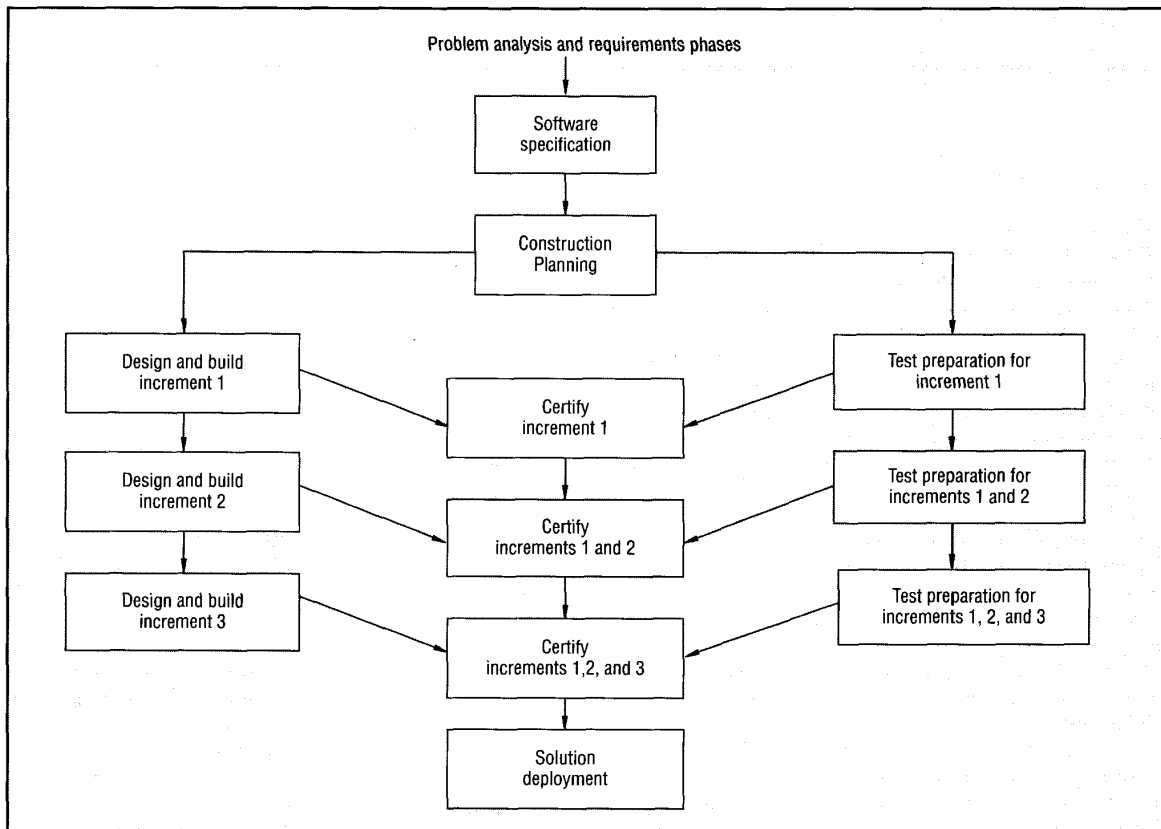 Problem analysis and requirements phases
Software
specification
Construction
Planning
Design and build
increment 1
Test preparation for
increment 1
Certify
increment 1
Design and build
increment 2
Test preparation for
increments 1 and 2
Certify
increments 1 and 2
Design and build
increment 3
Test preparation for
increments 1, 2, and 3
Certify
increments 1,2, and 3
Solution
deployment